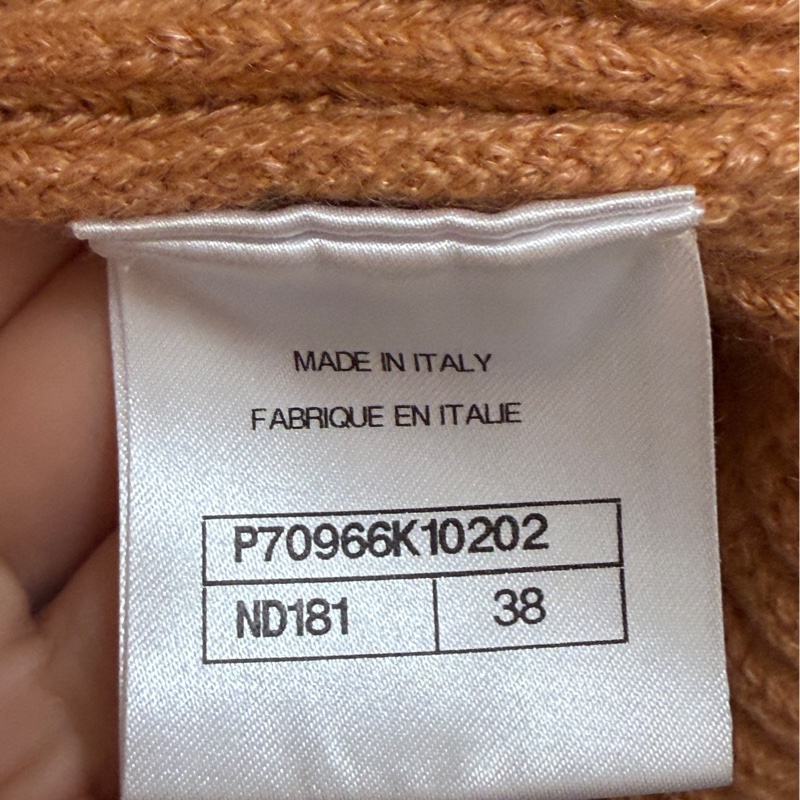 MADE IN ITALY
FABRIQUE EN ITALIE
P70966K10202
ND181 38